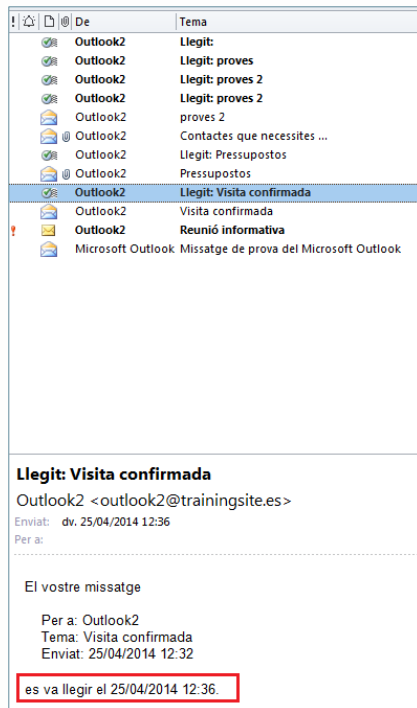 ! De Tema
Outlook2 Llegit:
Outlook2 Llegit: proves
Outlook2 Llegit: proves 2
Outlook2 Llegit: proves 2
Outlook2 proves 2
Outlook2 Contactes que necessites ...
Outlook2 Llegit: Pressupostos
Outlook2 Pressupostos
Outlook2 Llegit: Visita confirmada
Outlook2 Visita confirmada
Outlook2 Reunió informativa
Microsoft Outlook Missatge de prova del Microsoft Outlook
Llegit: Visita confirmada
Outlook2 <outlook2@trainingsite.es>
Enviat: dv. 25/04/2014 12:36
Per a:
El vostre missatge
Per a: Outlook2
Tema: Visita confirmada
Enviat: 25/04/2014 12:32
es va llegir el 25/04/2014 12:36.